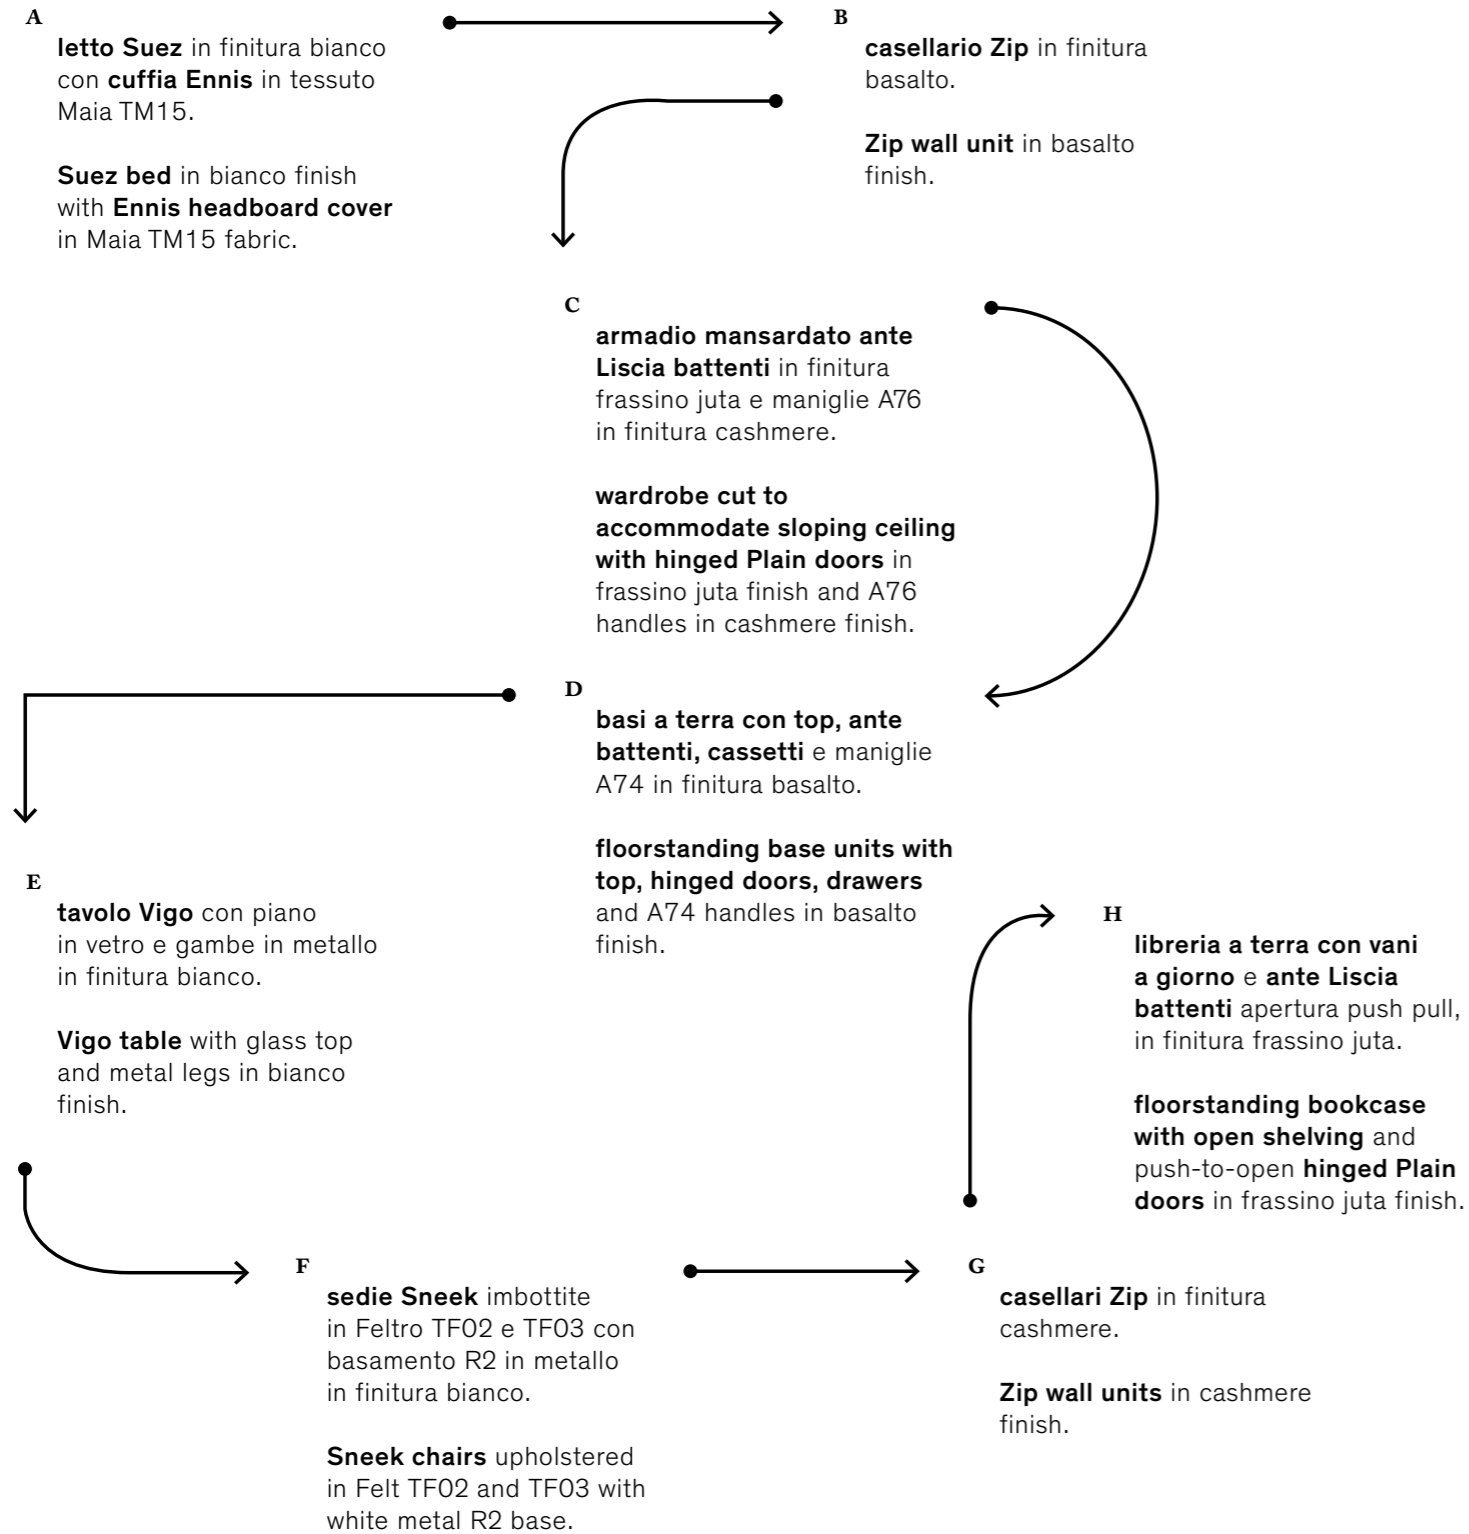 A
letto Suez in finitura bianco
con cuffia Ennis in tessuto
Maia TM15.
Suez bed in bianco finish
with Ennis headboard cover
in Maia TM15 fabric.
B
casellario Zip in finitura
basalto.
Zip wall unit in basalto
finish.
C
armadio mansardato ante
Liscia battenti in finitura
frassino juta e maniglie A76
in finitura cashmere.
wardrobe cut to
accommodate sloping ceiling
with hinged Plain doors in
frassino juta finish and A76
handles in cashmere finish.
D
basi a terra con top, ante
battenti, cassetti e maniglie
A74 in finitura basalto.
floorstanding base units with
top, hinged doors, drawers
and A74 handles in basalto
finish.
E
tavolo Vigo con piano
in vetro e gambe in metallo
in finitura bianco.
Vigo table with glass top
and metal legs in bianco
finish.
F
sedie Sneek imbottite
in Feltro TF02 e TF03 con
basamento R2 in metallo
in finitura bianco.
Sneek chairs upholstered
in Felt TF02 and TF03 with
white metal R2 base.
G
casellari Zip in finitura
cashmere.
Zip wall units in cashmere
finish.
H
libreria a terra con vani
a giorno e ante Liscia
battenti apertura push pull,
in finitura frassino juta.
floorstanding bookcase
with open shelving and
push-to-open hinged Plain
doors in frassino juta finish.